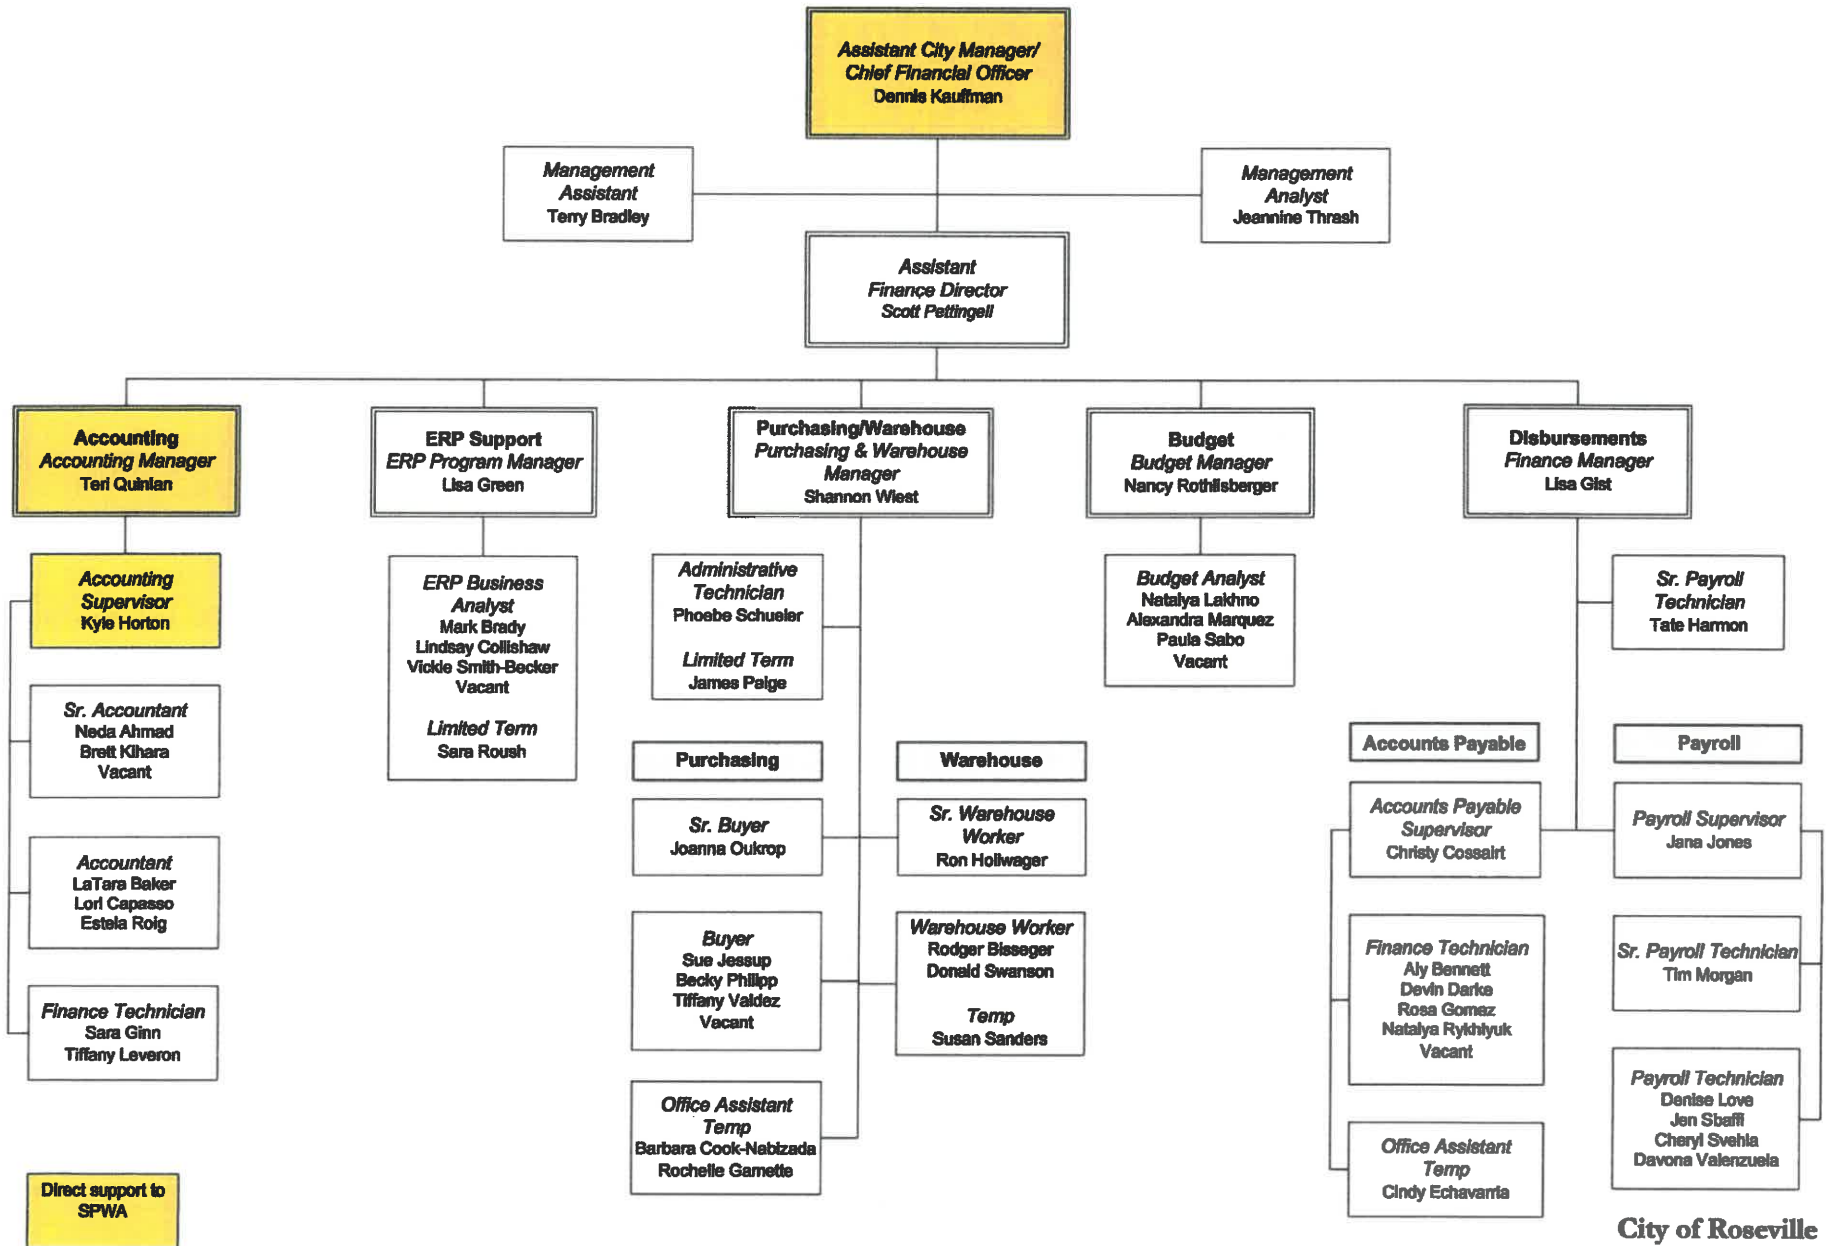 Assistant City Manager/
Chief Financial Officer
Dennis Kauffman
Management
Assistant
Terry Bradley
Management
Analyst
Jeannine Thrash
Assistant
Finance Director
Scott Pettingell
Accounting
Accounting Manager
Teri Quinlan
ERP Support
ERP Program Manager
Lisa Green
Purchasing/Warehouse
Purchasing & Warehouse
Manager
Shannon Wiest
Budget
Budget Manager
Nancy Rothlisberger
Disbursements
Finance Manager
Lisa Gist
Accounting
Supervisor
Kyle Horton
Sr. Accountant
Neda Ahmad
Brett Kihara
Vacant
Accountant
LaTara Baker
Lori Capasso
Estela Roig
Finance Technician
Sara Ginn
Tiffany Leveron
ERP Business
Analyst
Mark Brady
Lindsay Collishaw
Vickie Smith-Becker
Vacant
Limited Term
Sara Roush
Administrative
Technician
Phoebe Schueler
Limited Term
James Paige
Purchasing
Sr. Buyer
Joanna Oukrop
Buyer
Sue Jessup
Becky Philipp
Tiffany Valdez
Vacant
Office Assistant
Temp
Barbara Cook-Nabizada
Rochelle Garnette
Warehouse
Sr. Warehouse
Worker
Ron Hollwager
Warehouse Worker
Rodger Bisseger
Donald Swanson
Temp
Susan Sanders
Budget Analyst
Natalya Lakhno
Alexandra Marquez
Paula Sabo
Vacant
Sr. Payroll
Technician
Tate Harmon
Accounts Payable
Accounts Payable
Supervisor
Christy Cossairt
Finance Technician
Aly Bennett
Devin Darke
Rosa Gomez
Natalya Rykhlyuk
Vacant
Office Assistant
Temp
Cindy Echavarria
Payroll
Payroll Supervisor
Jana Jones
Sr. Payroll Technician
Tim Morgan
Payroll Technician
Denise Love
Jen Sbaffi
Cheryl Svehla
Davona Valenzuela
Direct support to
SPWA
City of Roseville